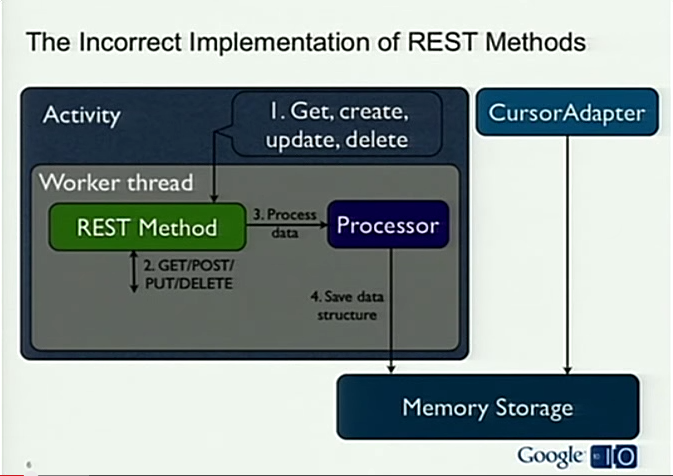 The Incorrect Implementation of REST Methods
Activity
1. Get, create,
update, delete
CursorAdapter
Worker thread
REST Method
3. Process
data
Processor
2. GET/POST/
PUT/DELETE
4. Save data
structure
Memory Storage
6
Google IO